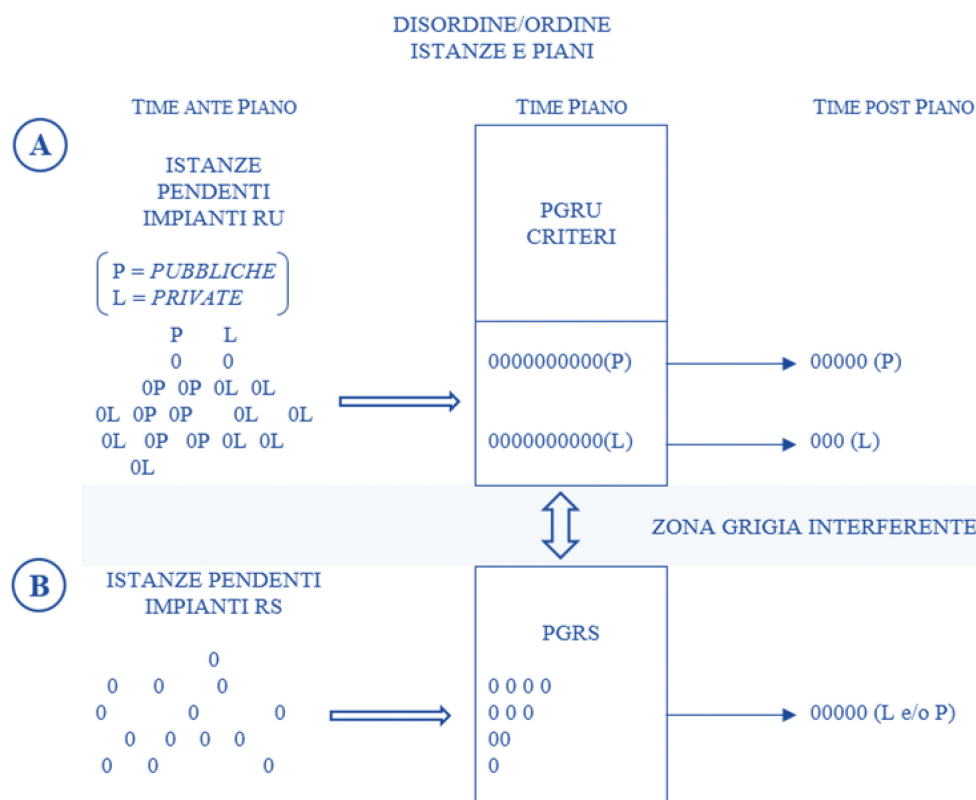 DISORDINE/ORDINE
ISTANZE E PIANI
TIME ANTE PIANO
TIME PIANO
TIME POST PIANO
A
ISTANZE
PENDENTI
IMPIANTI RU
P = PUBBLICHE
L = PRIVATE
P L
0 0
0P 0P 0L 0L
0L 0P 0P 0L 0L
0L 0P 0P 0L 0L
0L
PGRU
CRITERI
0000000000(P)
00000 (P)
0000000000(L)
000 (L)
ZONA GRIGIA INTERFERENTE
B
ISTANZE PENDENTI
IMPIANTI RS
0
0 0 0
0 0 0
0 0 0 0
0 0 0
PGRS
0 0 0 0
0 0 0
00
0
00000 (L e/o P)